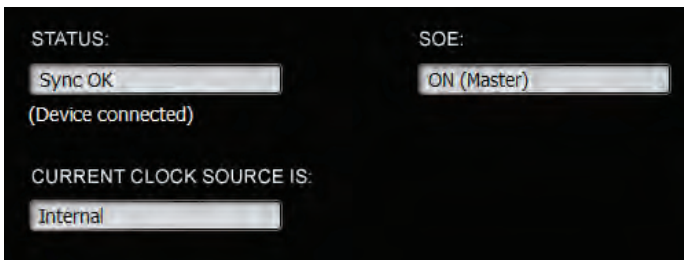 STATUS:
SOE:
Sync OK
ON (Master)
(Device connected)
CURRENT CLOCK SOURCE IS:
Internal